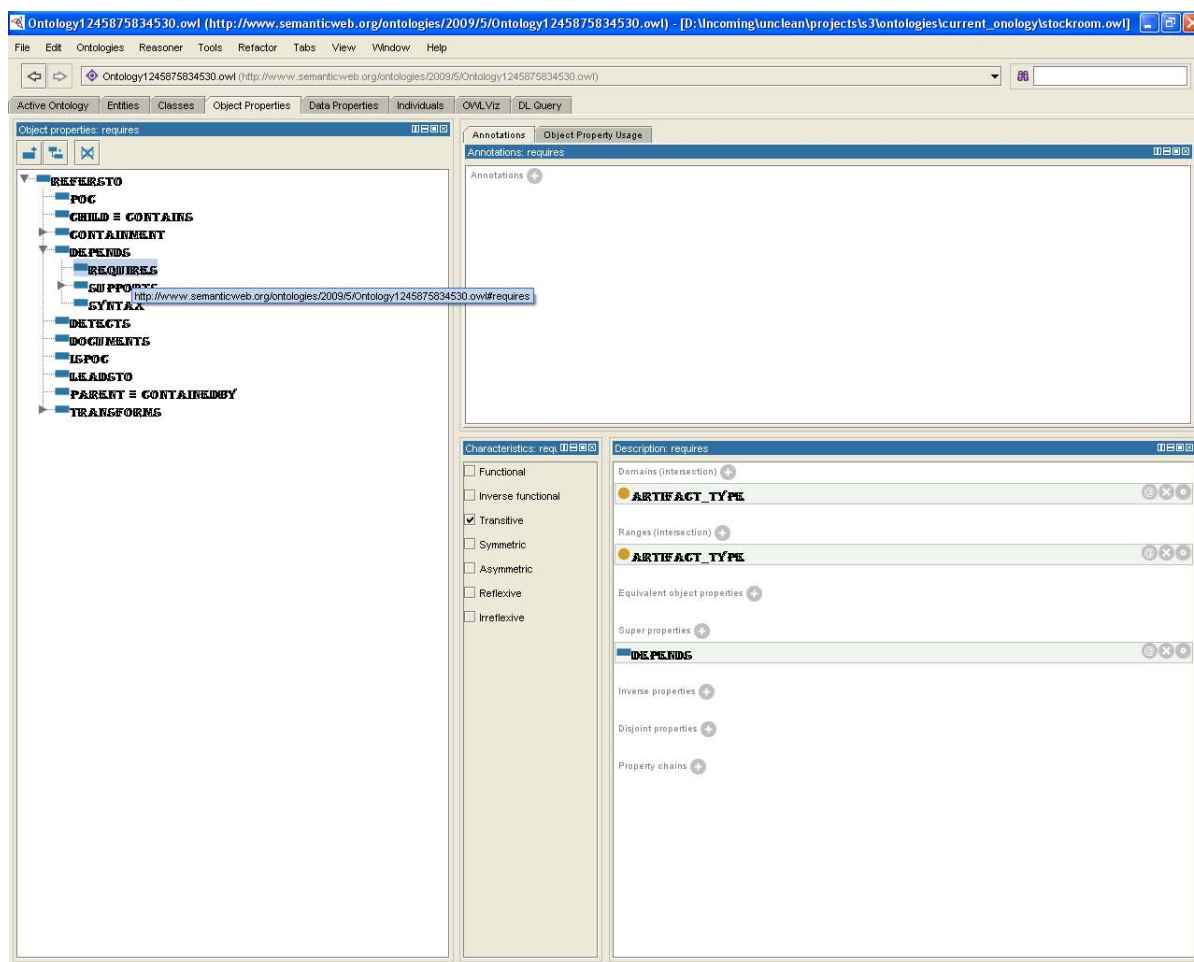 Ontology1245875834530.owl (http://www.semanticweb.org/ontologies/2009/5/Ontology1245875834530.owl) - [D:\Incoming\unclean\projects\s3\ontologies\current_onology\stockroom.owl]
File Edit Ontologies Reasoner Tools Refactor Tabs View Window Help
Ontology1245875834530.owl (http://www.semanticweb.org/ontologies/2009/5/Ontology1245875834530.owl)
Active Ontology Entities Classes Object Properties Data Properties Individuals OWLViz DL Query
Object properties: requires
REFERSTO
POC
CHILD ≡ CONTAINS
CONTAINMENT
DEPENDS
REQUIRES
SUPPORTS
http://www.semanticweb.org/ontologies/2009/5/Ontology1245875834530.owl#requires
SYNTAX
DETECTS
DOCUMENTS
ISPOC
LEADSTO
PARENT ≡ CONTAINEDBY
TRANSFORMS
Annotations Object Property Usage
Annotations: requires
Annotations
Characteristics: requ
Functional
Inverse functional
Transitive
Symmetric
Asymmetric
Reflexive
Irreflexive
Description: requires
Domains (intersection)
ARTIFACT_TYPE
Ranges (intersection)
ARTIFACT_TYPE
Equivalent object properties
Super properties
DEPENDS
Inverse properties
Disjoint properties
Property chains